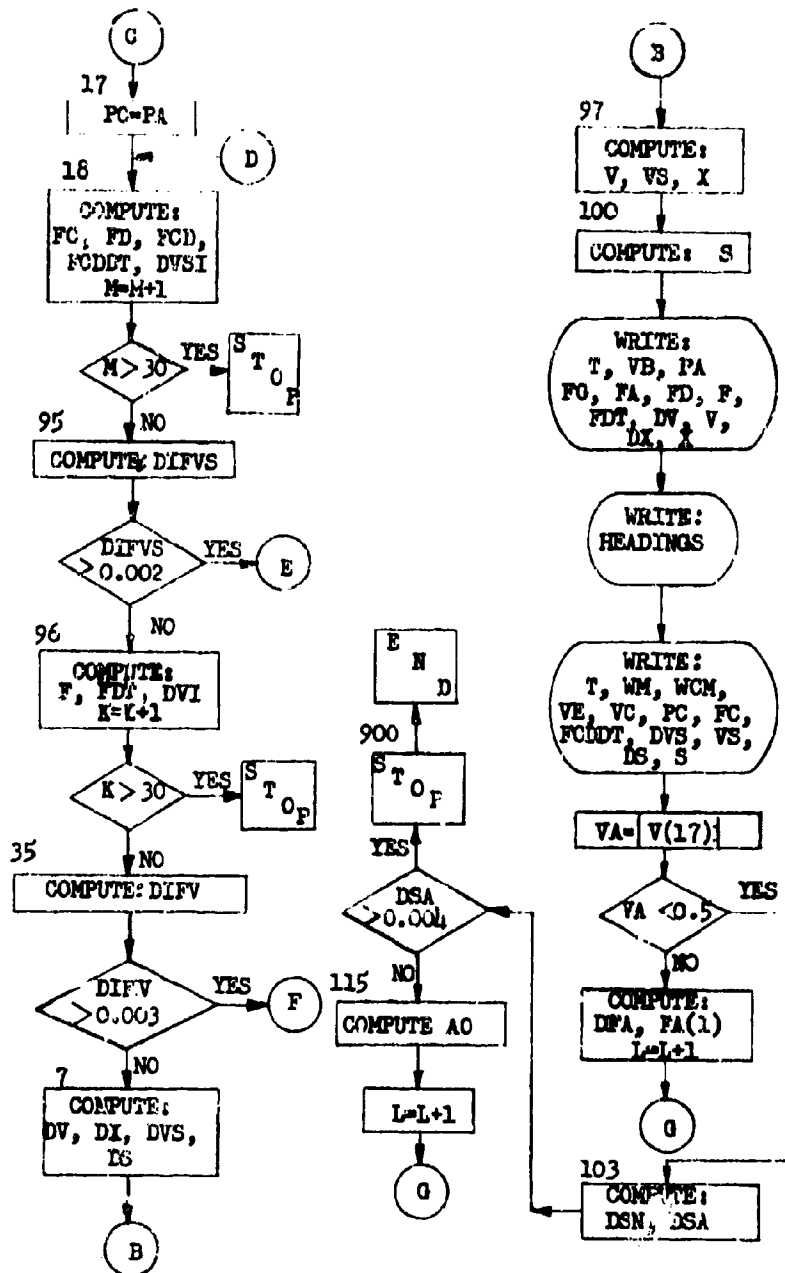 C
17
PC=PA
D
18
COMPUTE:
FC, FD, FCD,
FCDDT, DVSI
M=M+1
M > 30
YES
STOP
NO
95
COMPUTE: DIFVS
DIFVS
> 0.002
YES
E
NO
96
COMPUTE:
F, FDT, DVI
K=K+1
K > 30
YES
STOP
NO
35
COMPUTE: DIFV
DIFV
> 0.003
YES
F
NO
7
COMPUTE:
DV, DX, DVS,
DS
B
END
900
STOP
YES
DSA
> 0.004
NO
115
COMPUTE AO
L=L+1
G
B
97
COMPUTE:
V, VS, X
100
COMPUTE: S
WRITE:
T, VB, PA
FO, FA, FD, F,
FDT, DV, V,
DX, X
WRITE:
HEADINGS
WRITE:
T, WM, WCM,
VE, VC, PC, FC,
FCDDT, DVS, VS,
DS, S
VA= V(17)
VA <0.5
YES
NO
COMPUTE:
DFA, FA(1)
L=L+1
G
103
COMPUTE:
DSN, DSA